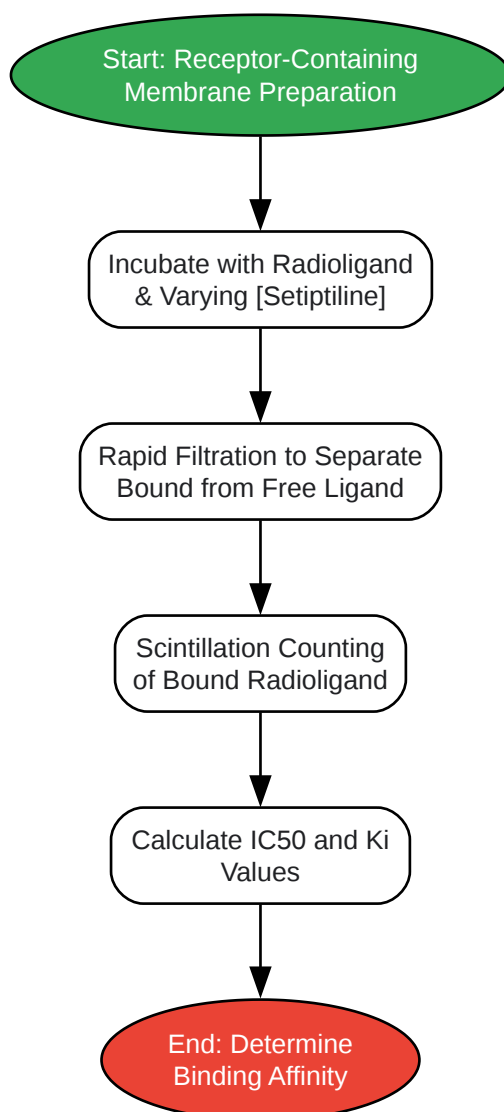 Start: Receptor-Containing
Membrane Preparation
Incubate with Radioligand
& Varying [Setiptiline]
Rapid Filtration to Separate
Bound from Free Ligand
Scintillation Counting
of Bound Radioligand
Calculate IC50 and Ki
Values
End: Determine
Binding Affinity